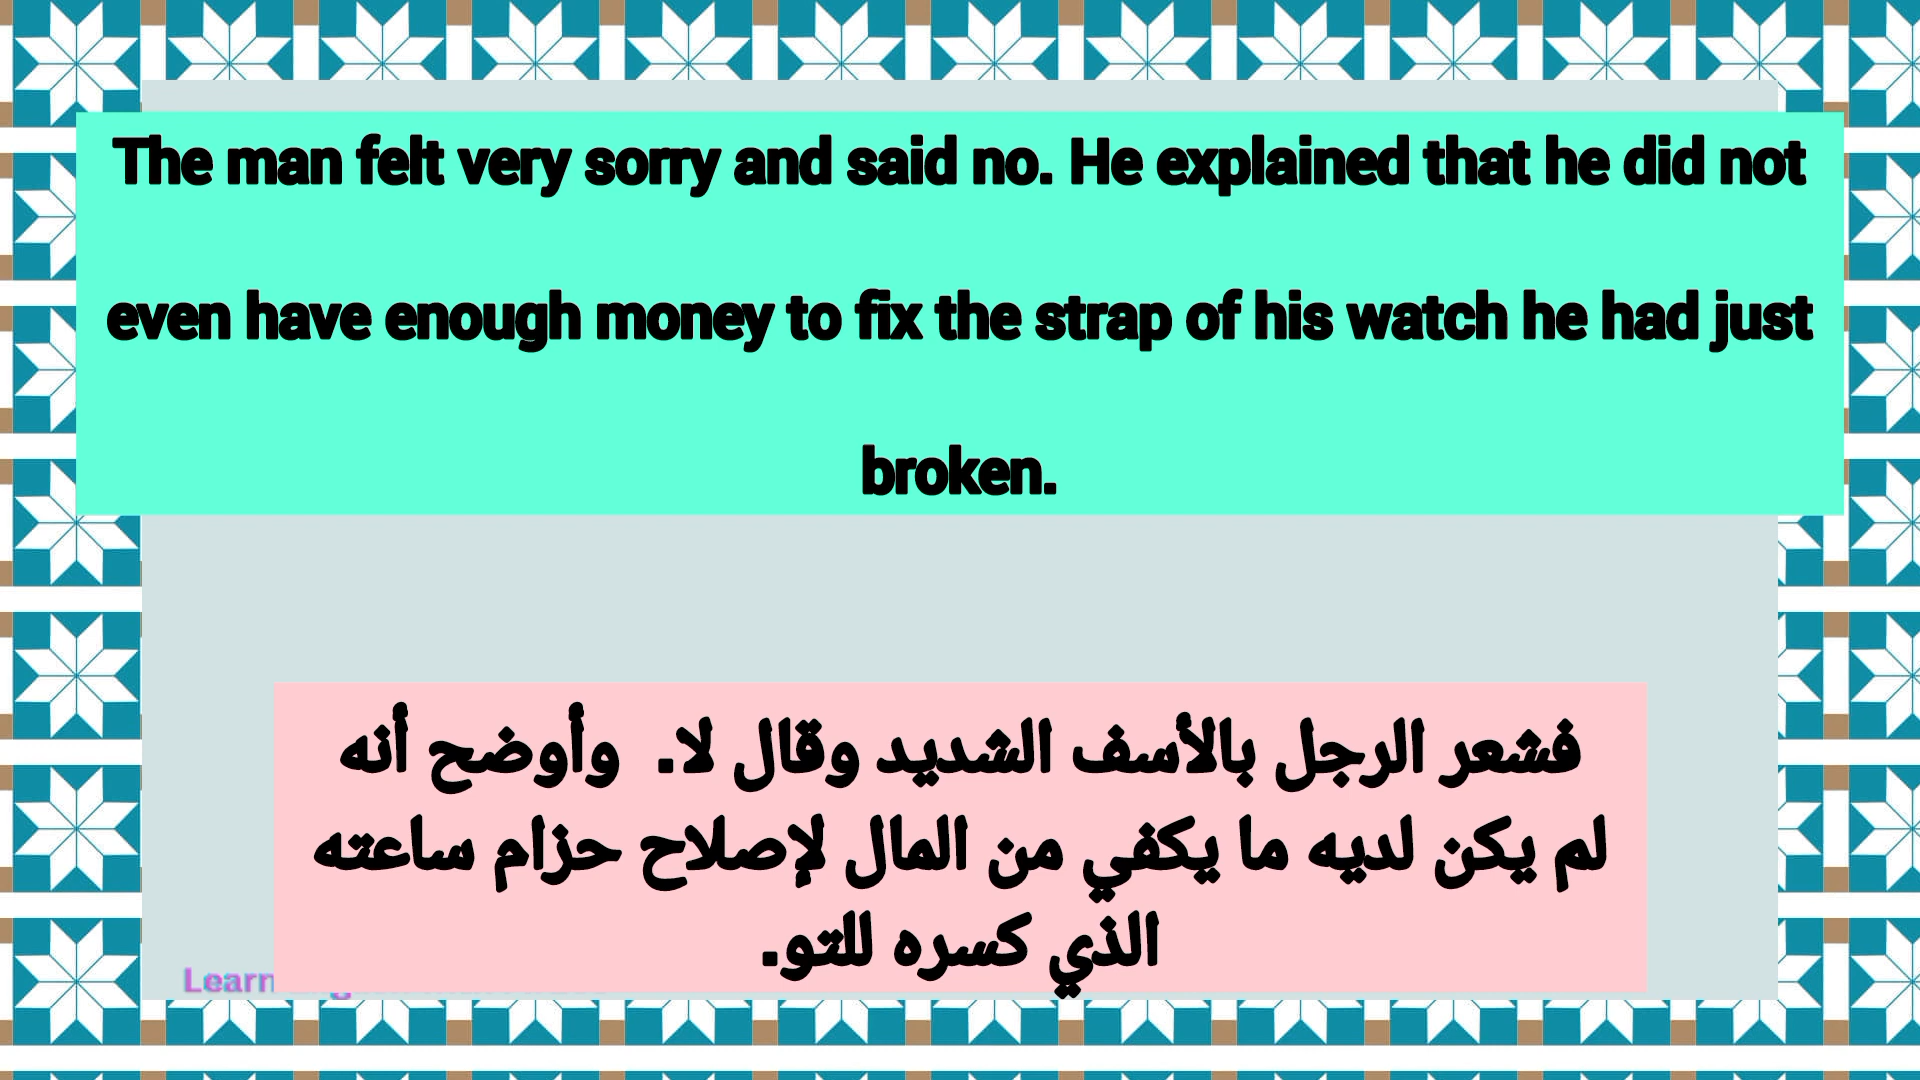 The man felt very sorry and said no. He explained that he did not
even have enough money to fix the strap of his watch he had just
broken.
فشعر الرجل بالأسف الشديد وقال لا. وأوضح أنه
لم يكن لديه ما يكفي من المال لإصلاح حزام ساعته
الذي كسره للتو.
Learn